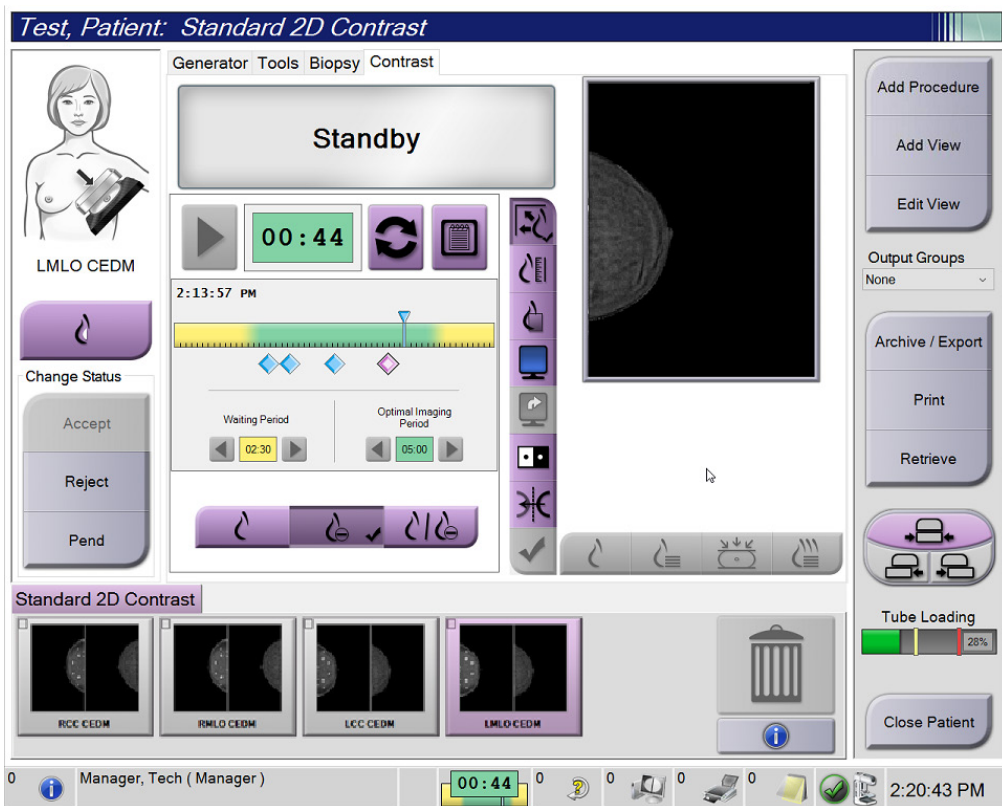 Test, Patient: Standard 2D Contrast
Generator Tools Biopsy Contrast
Standby
00:44
2:13:57 PM
Waiting Period
Optimal Imaging
Period
02:30
05:00
LMLO CEDM
Change Status
Accept
Reject
Pend
Add Procedure
Add View
Edit View
Output Groups
None
Archive / Export
Print
Retrieve
Tube Loading
28%
Close Patient
Standard 2D Contrast
RCC CEDM
RMLO CEDM
LCC CEDM
LMLO CEDM
0
Manager, Tech ( Manager )
00:44
0
0
0
0
2:20:43 PM